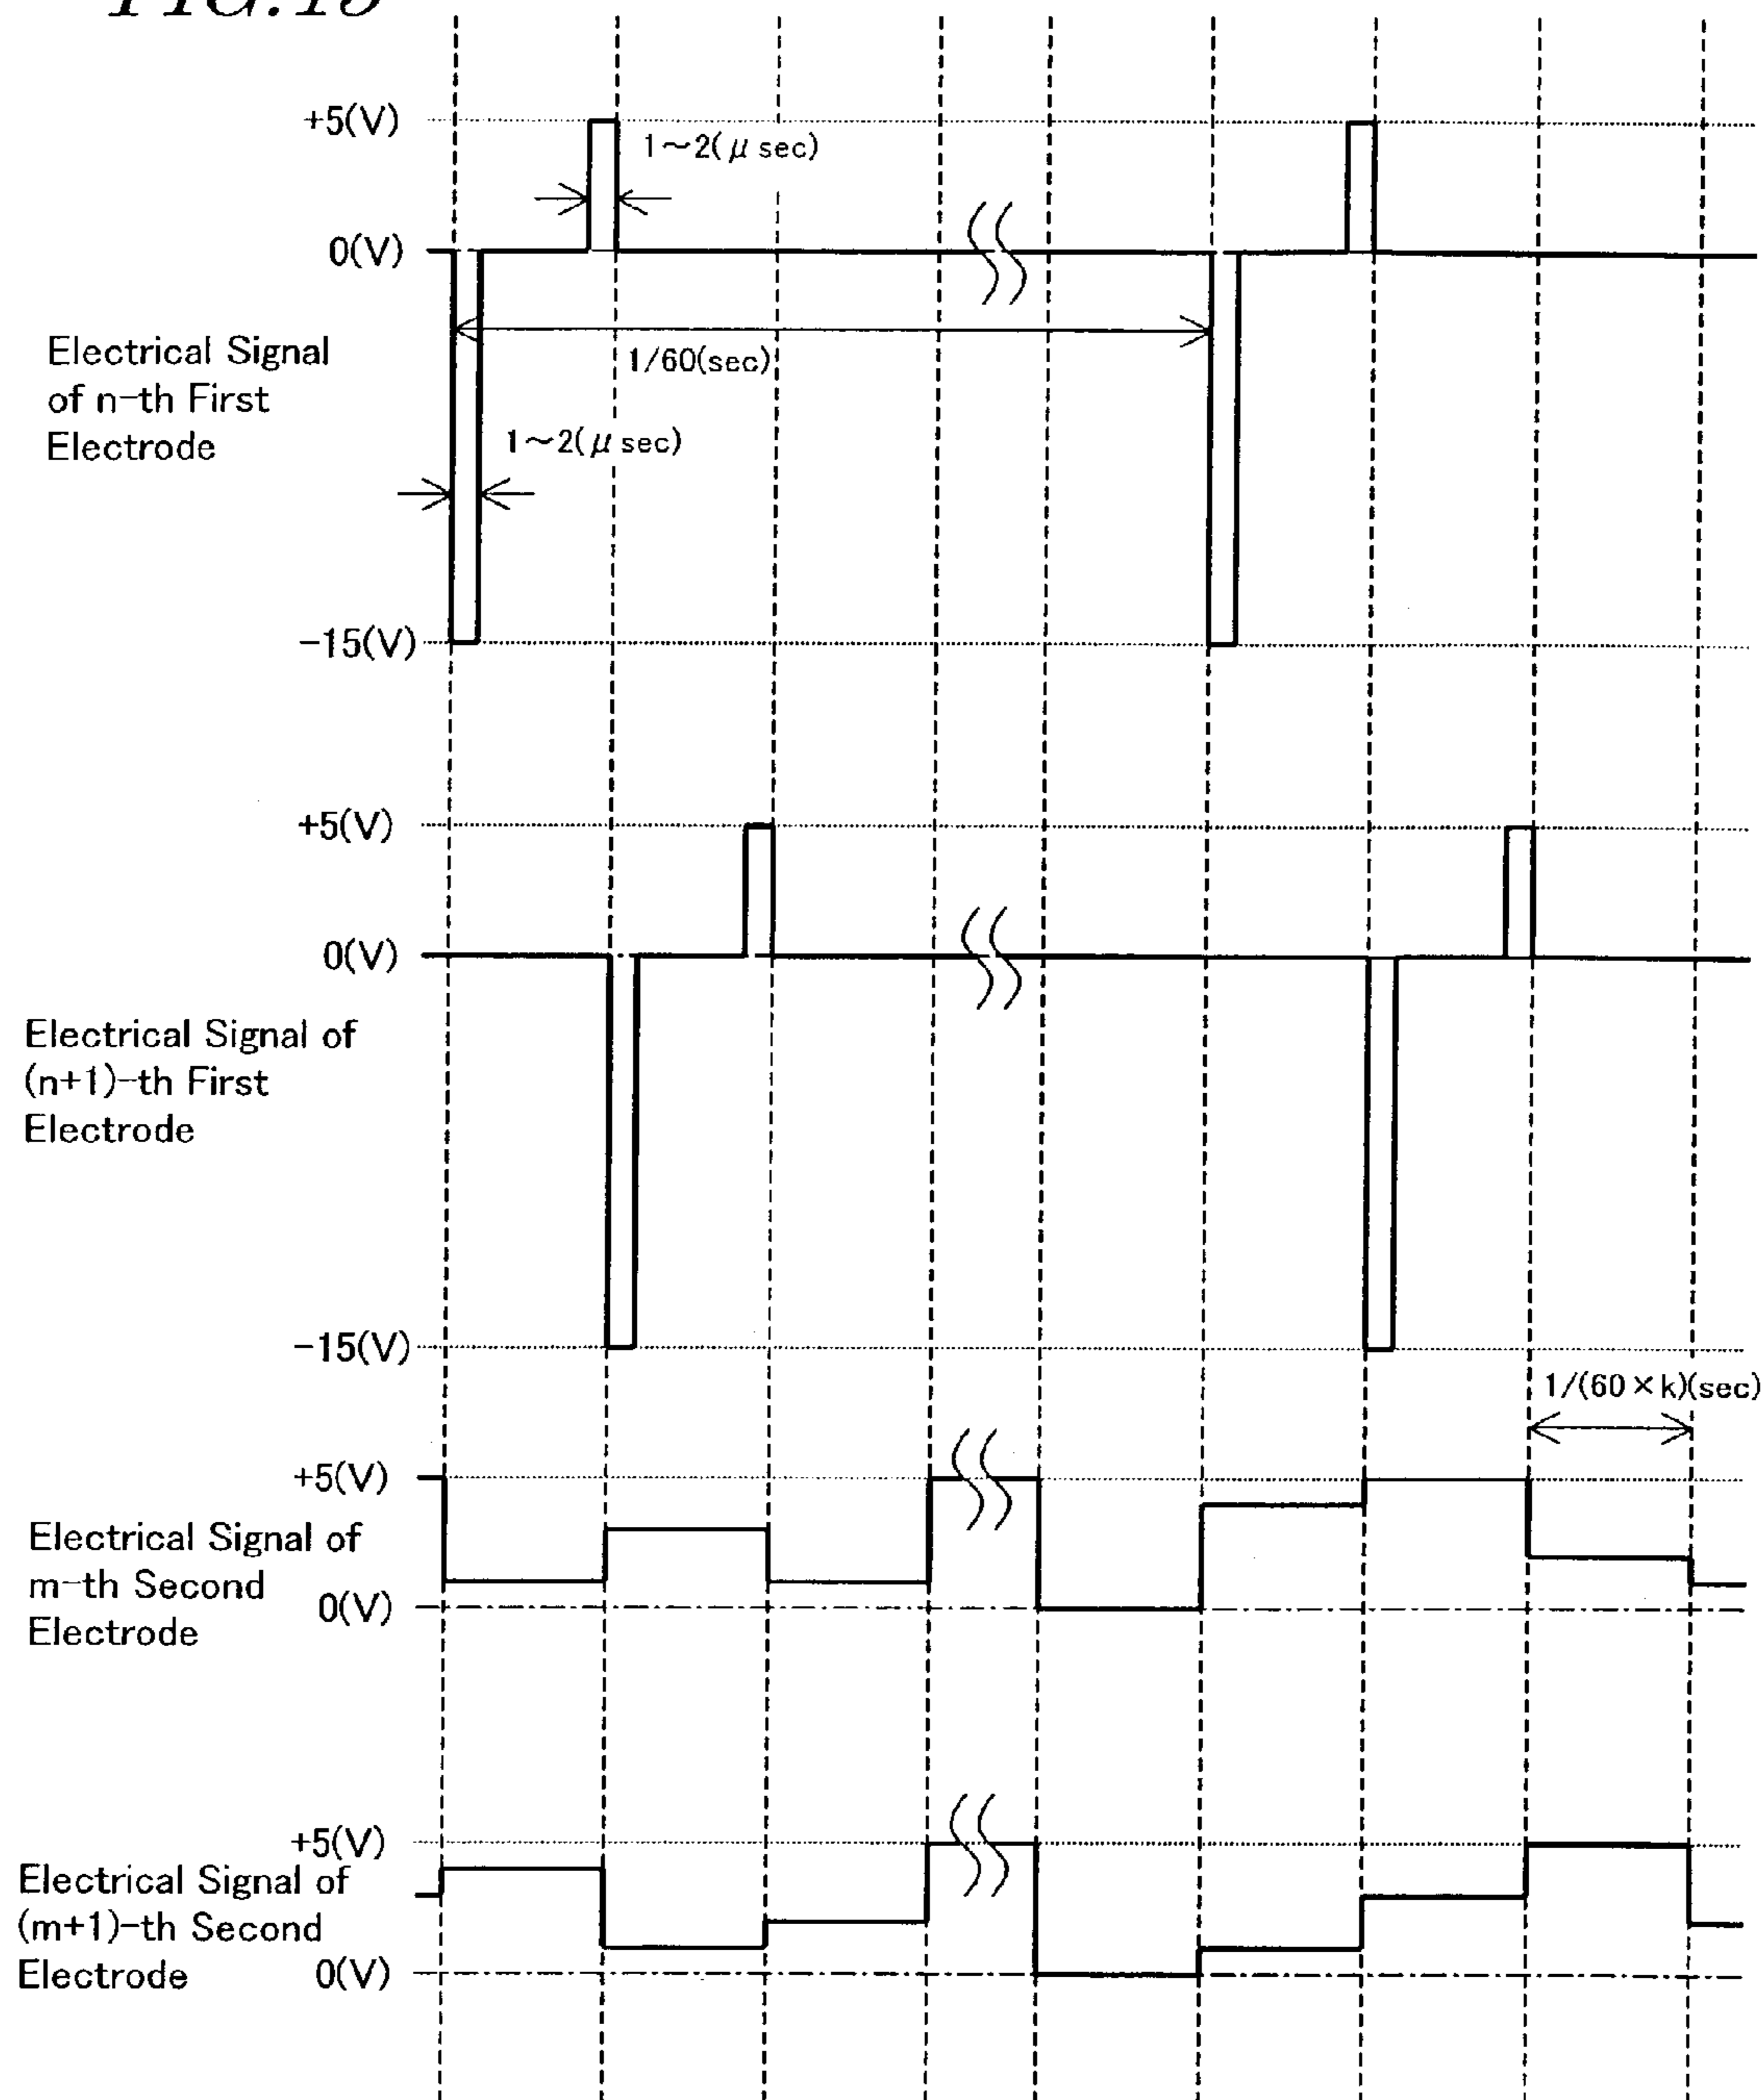 FIG.15
+5(V)
1~2(μ sec)
0(V)
Electrical Signal
of n-th First
Electrode
1/60(sec)
1~2(μ sec)
-15(V)
+5(V)
0(V)
Electrical Signal of
(n+1)-th First
Electrode
-15(V)
1/(60×k)(sec)
+5(V)
Electrical Signal of
m-th Second
Electrode
0(V)
+5(V)
Electrical Signal of
(m+1)-th Second
Electrode
0(V)